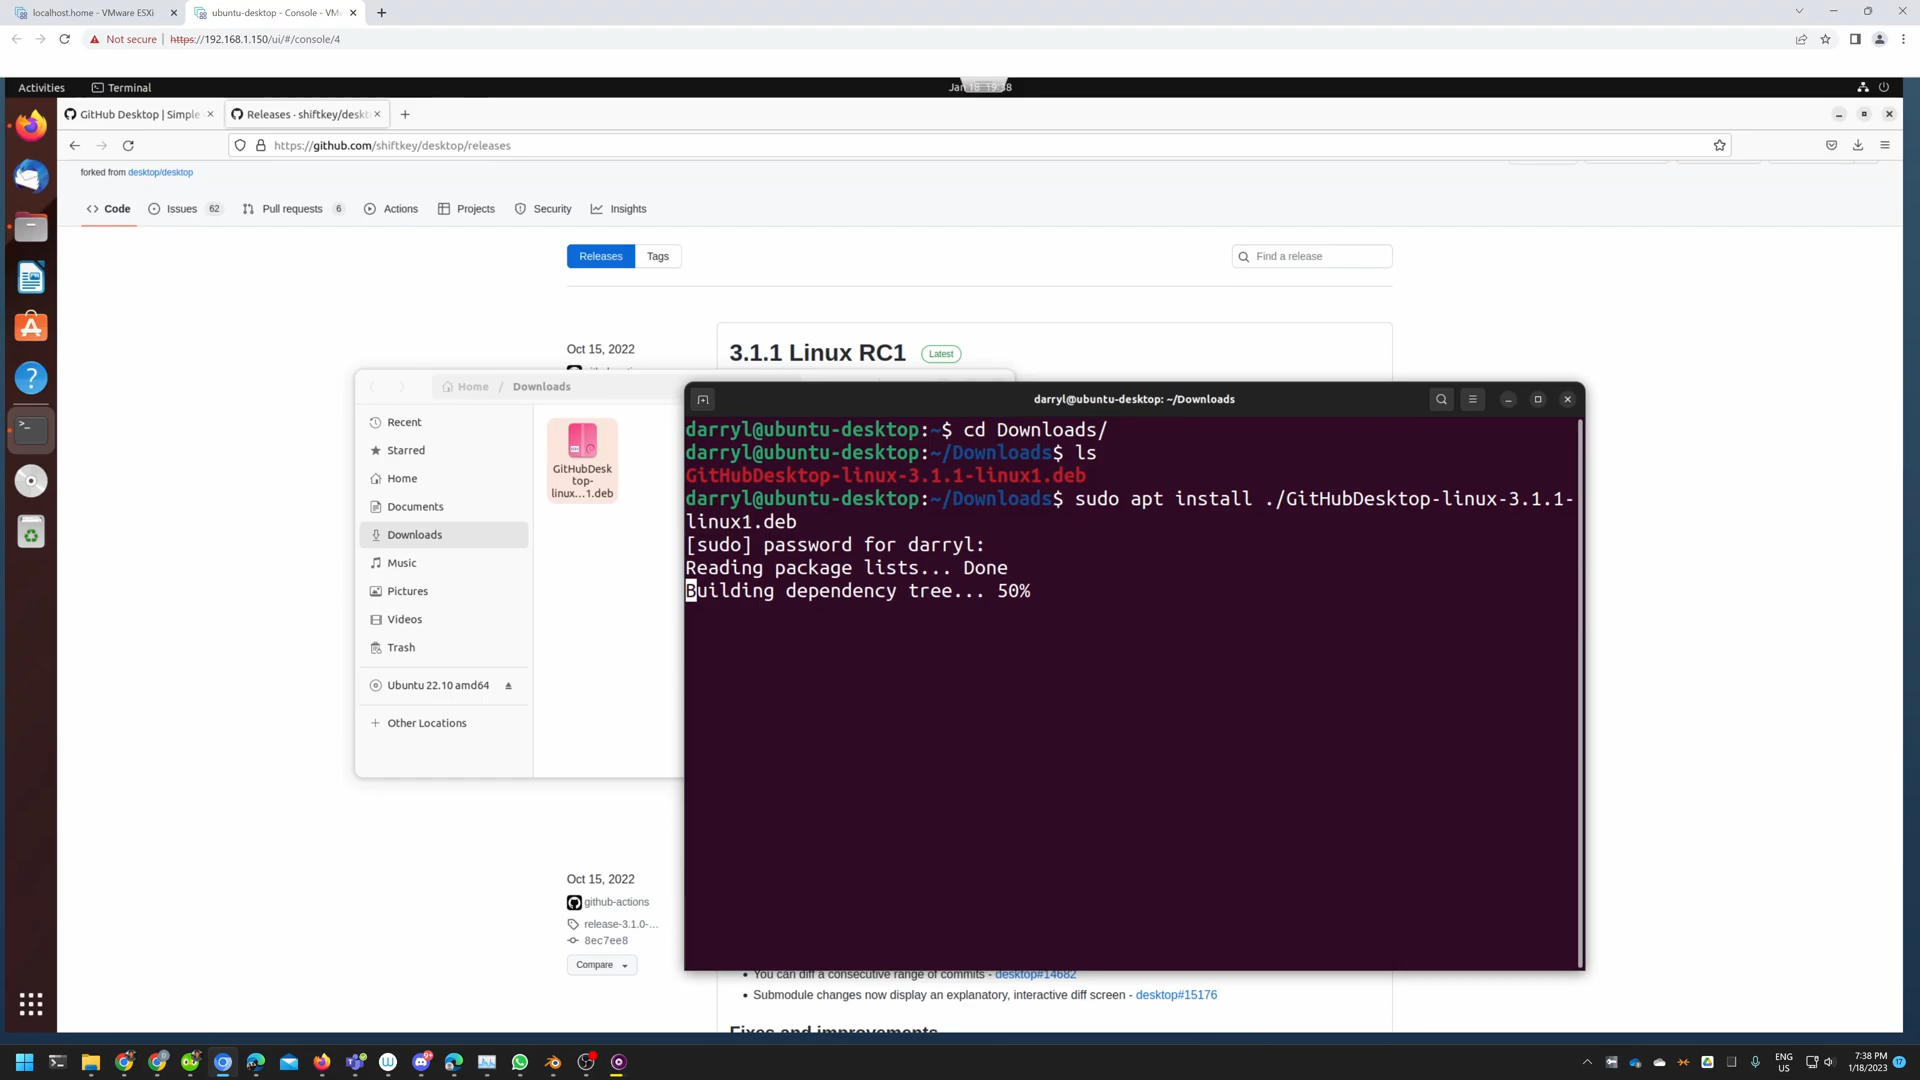 localhost.home - VMware ESXi
ubuntu-desktop - Console - VM
Not secure
https://192.168.1.150/ui/#/console/4
Activities
Terminal
Jan 18 19:38
GitHub Desktop | Simple
Releases · shiftkey/deskt
https://github.com/shiftkey/desktop/releases
forked from desktop/desktop
Code
Issues 62
Pull requests 6
Actions
Projects
Security
Insights
Releases
Tags
Find a release
Oct 15, 2022
3.1.1 Linux RC1
Latest
Home / Downloads
Recent
Starred
Home
Documents
Downloads
Music
Pictures
Videos
Trash
Ubuntu 22.10 amd64
Other Locations
GitHubDesk
top-
linux…1.deb
darryl@ubuntu-desktop: ~/Downloads
darryl@ubuntu-desktop:~$ cd Downloads/
darryl@ubuntu-desktop:~/Downloads$ ls
GitHubDesktop-linux-3.1.1-linux1.deb
darryl@ubuntu-desktop:~/Downloads$ sudo apt install ./GitHubDesktop-linux-3.1.1-
linux1.deb
[sudo] password for darryl:
Reading package lists... Done
Building dependency tree... 50%
Oct 15, 2022
github-actions
release-3.1.0-...
8ec7ee8
Compare
You can diff a consecutive range of commits - desktop#14682
Submodule changes now display an explanatory, interactive diff screen - desktop#15176
Fixes and improvements
ENG
US
7:38 PM
1/18/2023